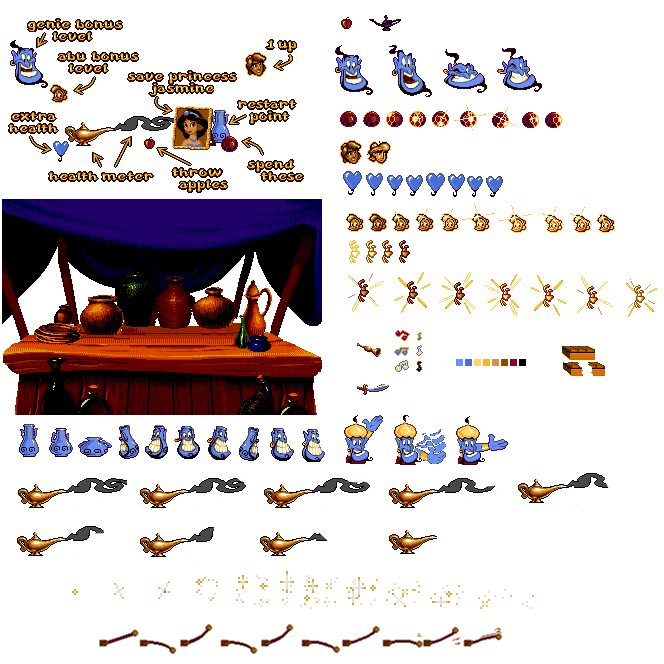 genie bonus
level
1 up
abu bonus
level
save princess
jasmine
restart
point
extra
health
spend
these
health meter
throw
apples